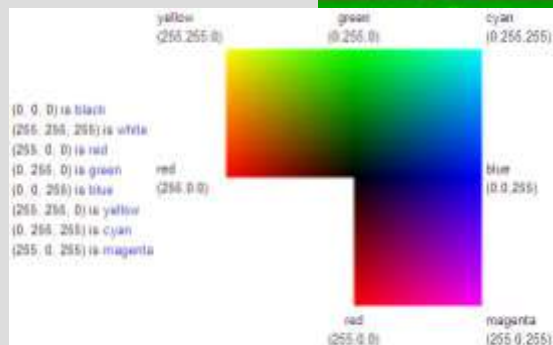 yellow green cyan
(255,255,0) (0,255,0) (0,255,255)
(0, 0, 0) is black
(255, 255, 255) is white
(255, 0, 0) is red
(0, 255, 0) is green
(0, 0, 255) is blue
(255, 255, 0) is yellow
(0, 255, 255) is cyan
(255, 0, 255) is magenta
red blue
(255,0,0) (0,0,255)
red magenta
(255,0,0) (255,0,255)